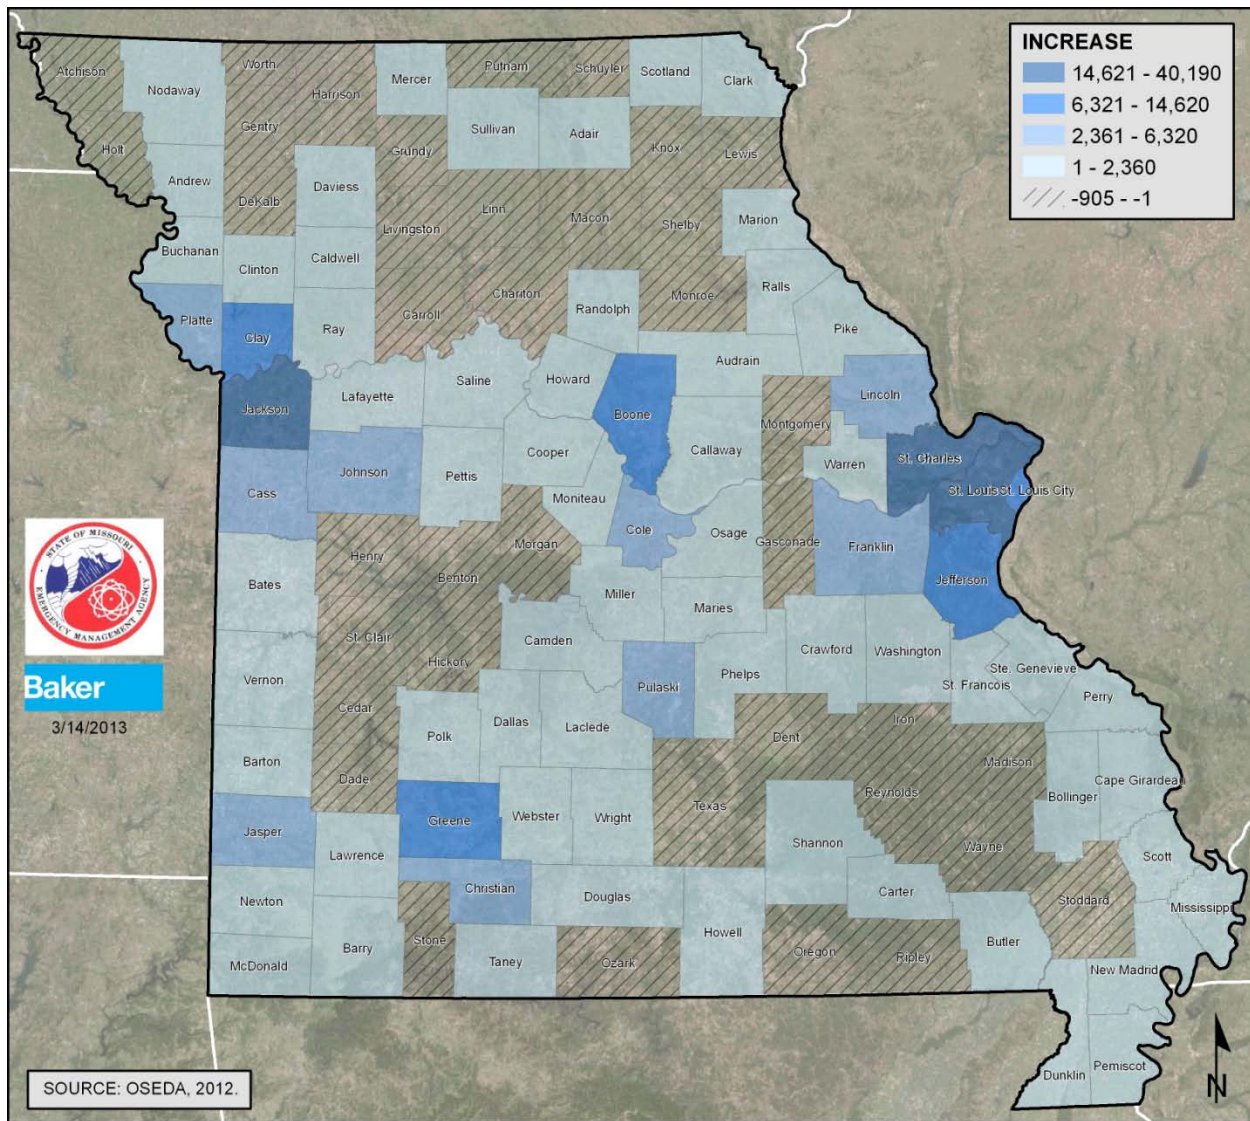 INCREASE
14,621 - 40,190
6,321 - 14,620
2,361 - 6,320
1 - 2,360
-905 - -1
Atchison
Nodaway
Worth
Harrison
Mercer
Putnam
Schuyler
Scotland
Clark
Gentry
Sullivan
Adair
Holt
Andrew
Grundy
Knox
Lewis
DeKalb
Daviess
Livingston
Linn
Macon
Shelby
Marion
Buchanan
Clinton
Caldwell
Chariton
Monroe
Ralls
Platte
Clay
Ray
Carroll
Randolph
Pike
Audrain
Jackson
Lafayette
Saline
Howard
Boone
Lincoln
Montgomery
Callaway
Cass
Johnson
Pettis
Cooper
Warren
St. Charles
Moniteau
St. Louis
St. Louis City
Cole
Osage
Gasconade
Franklin
Henry
Morgan
Benton
Jefferson
Bates
Miller
Maries
St. Clair
Camden
Hickory
Crawford
Washington
Ste. Genevieve
St. Francois
Vernon
Pulaski
Phelps
Perry
Cedar
Polk
Dallas
Laclede
Dent
Iron
Madison
Barton
Dade
Texas
Reynolds
Bollinger
Cape Girardeau
Jasper
Greene
Webster
Wright
Shannon
Wayne
Lawrence
Scott
Newton
Christian
Douglas
Carter
Stoddard
Mississippi
McDonald
Barry
Stone
Taney
Ozark
Howell
Oregon
Ripley
Butler
New Madrid
Dunklin
Pemiscot
STATE OF MISSOURI
EMERGENCY MANAGEMENT AGENCY
Baker
3/14/2013
SOURCE: OSEDA, 2012.
N